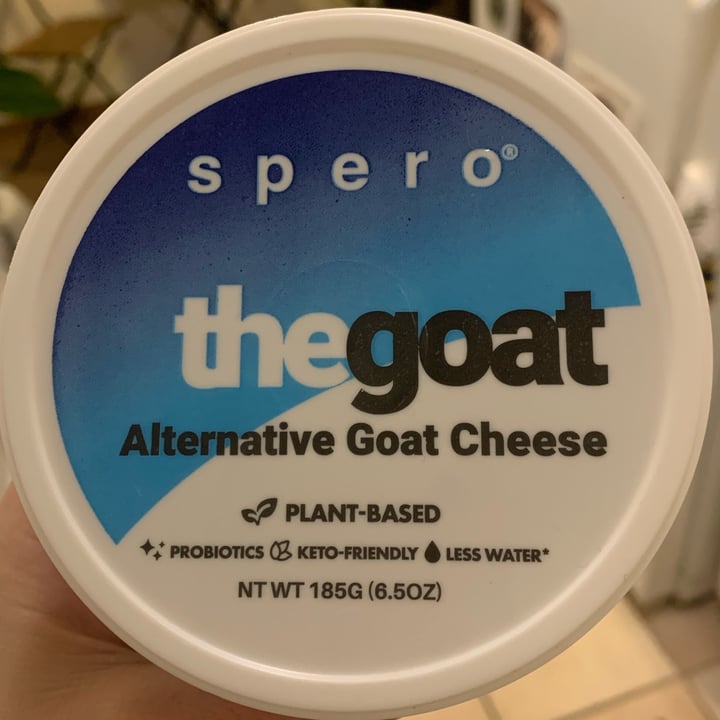 spero®
thegoat
Alternative Goat Cheese
PLANT-BASED
PROBIOTICS KETO-FRIENDLY LESS WATER*
NT WT 185G (6.5OZ)